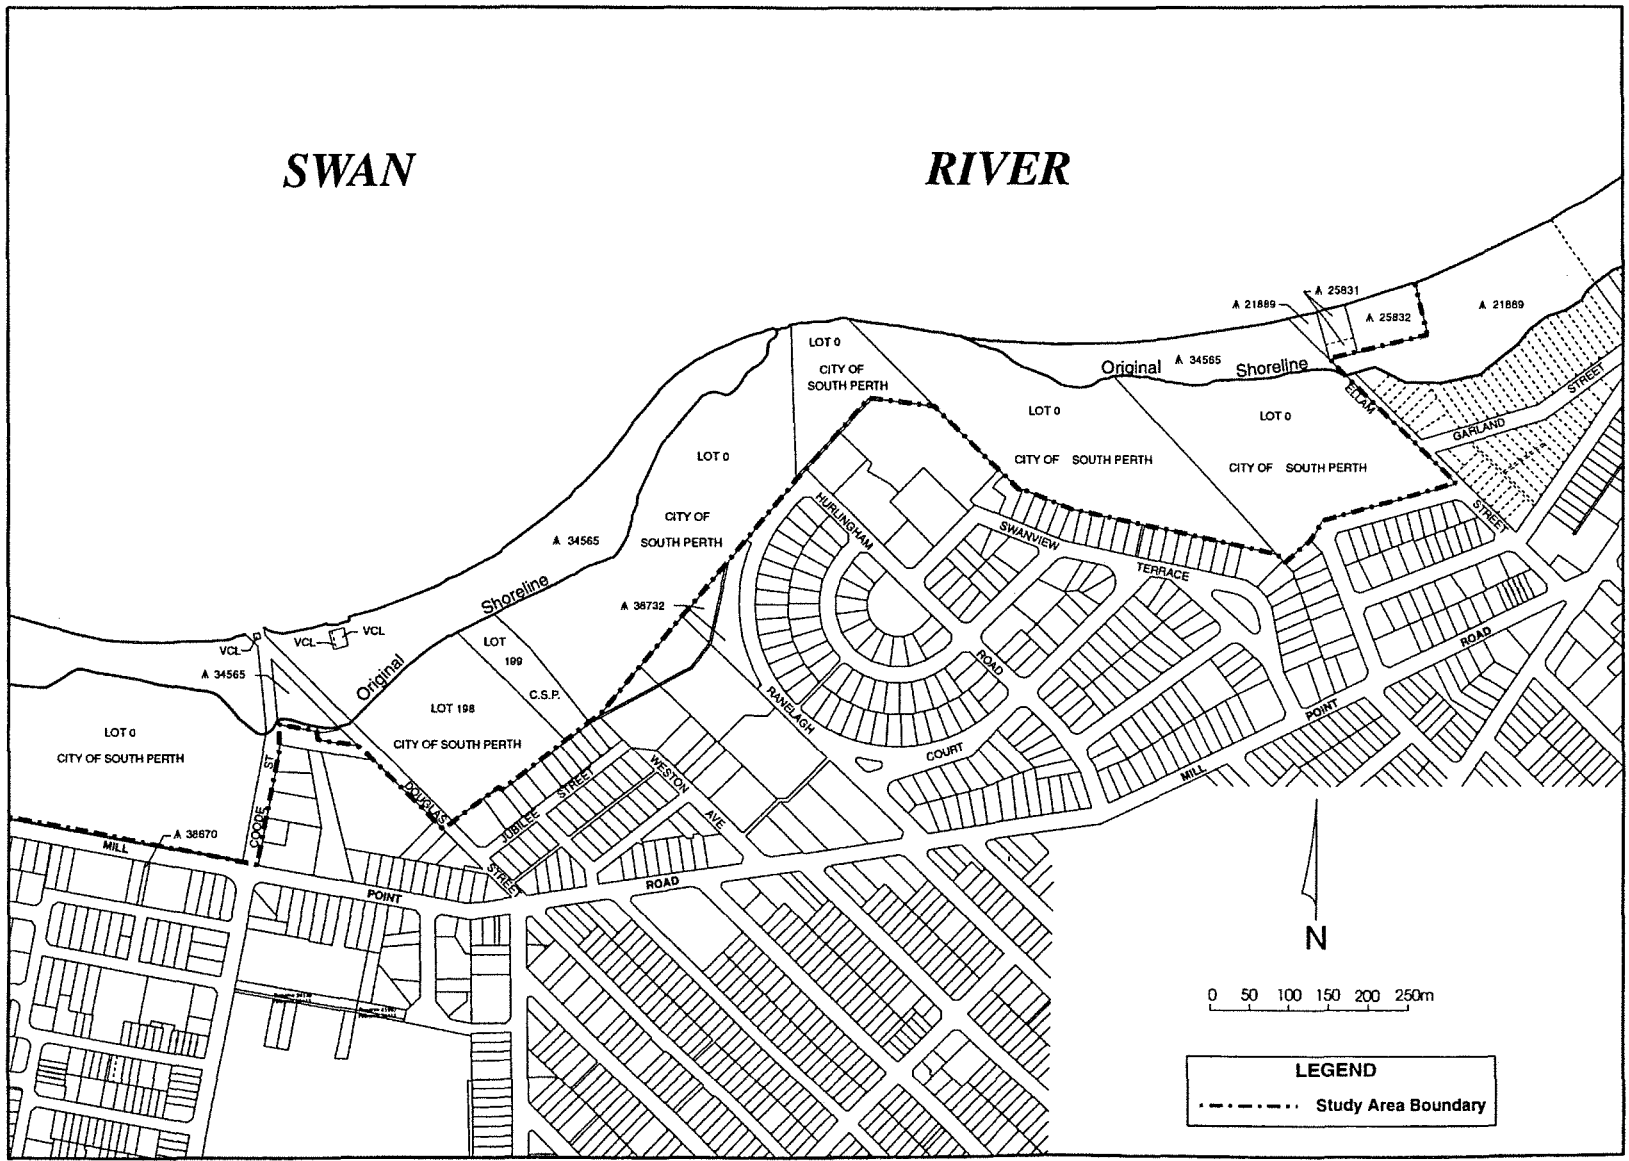 SWAN RIVER
21889
25831
25832
21889
LOT 0
CITY OF
SOUTH PERTH
Original
34565
Shoreline
ELLAM
STREET
GARLAND
STREET
LOT 0
CITY OF SOUTH PERTH
LOT 0
CITY OF SOUTH PERTH
LOT 0
CITY OF
SOUTH PERTH
34565
HURLINGHAM
ROAD
SWANVIEW
TERRACE
Shoreline
Original
36732
VCL
VCL
VCL
34565
LOT
199
C.S.P.
LOT 198
CITY OF SOUTH PERTH
LOT 0
CITY OF SOUTH PERTH
COODE ST
DOUGLAS
STREET
JUBILEE STREET
WESTON
AVE
RANELAGH
COURT
MILL
POINT
ROAD
38670
MILL
POINT
ROAD
N
0 50 100 150 200 250m
LEGEND
Study Area Boundary